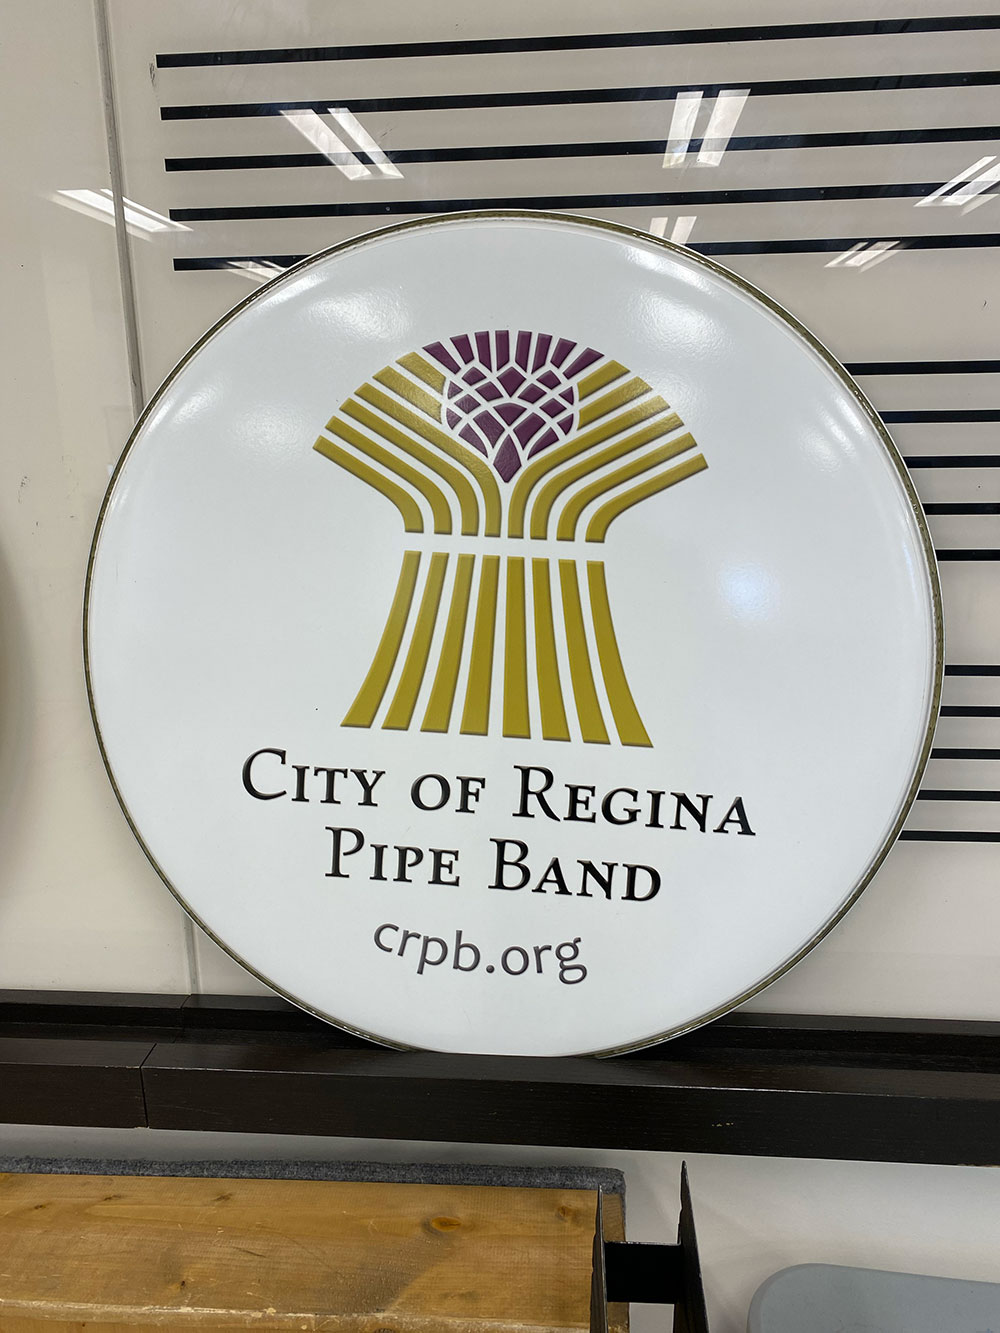 City of Regina
Pipe Band
crpb.org